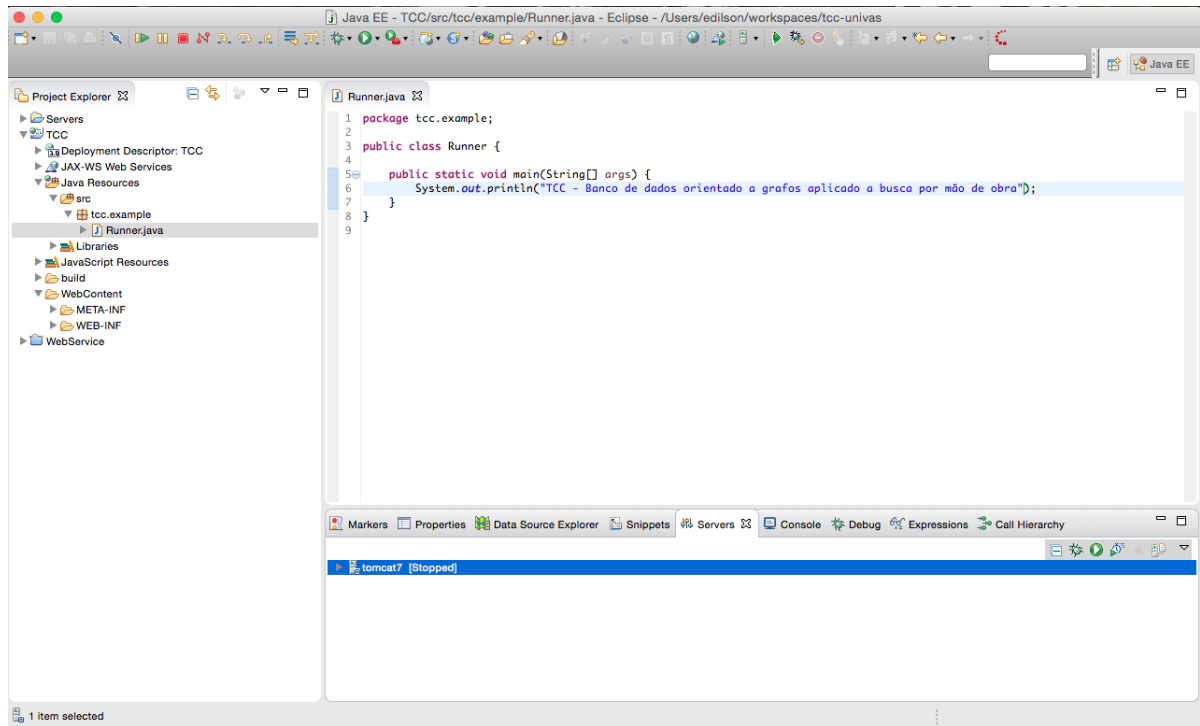 Java EE - TCC/src/tcc/example/Runner.java - Eclipse - /Users/edilson/workspaces/tcc-univas
Java EE
Project Explorer
Servers
TCC
Deployment Descriptor: TCC
JAX-WS Web Services
Java Resources
src
tcc.example
Runner.java
Libraries
JavaScript Resources
build
WebContent
META-INF
WEB-INF
WebService
Runner.java
1 package tcc.example;
2
3 public class Runner {
4
5 public static void main(String[] args) {
6 System.out.println("TCC - Banco de dados orientado a grafos aplicado a busca por mão de obra");
7 }
8 }
9
Markers Properties Data Source Explorer Snippets Servers Console Debug Expressions Call Hierarchy
tomcat7 [Stopped]
1 item selected